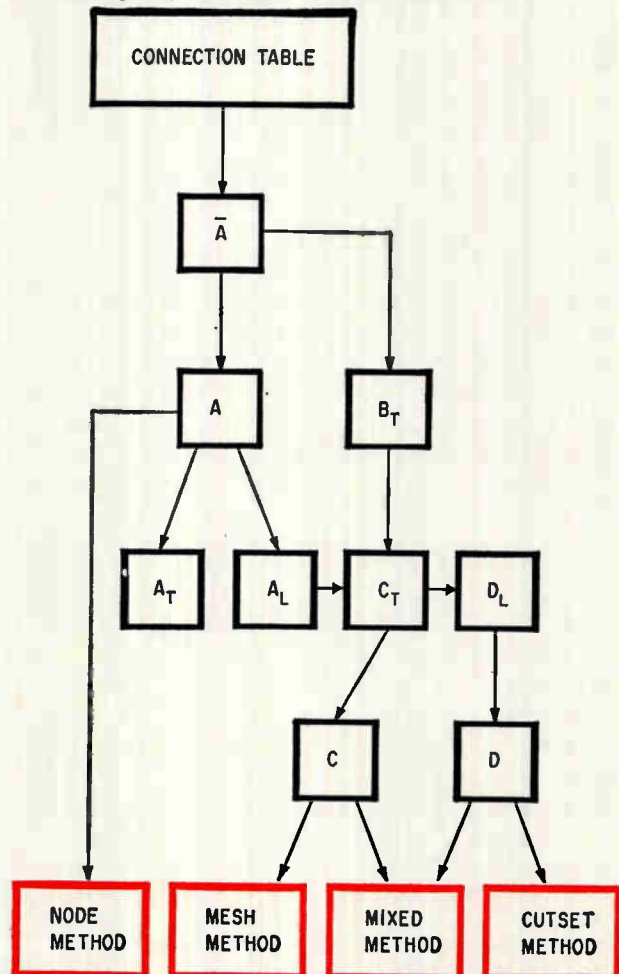 CONNECTION TABLE
Ā
A
B_T
A_T
A_L
C_T
D_L
C
D
NODE
METHOD
MESH
METHOD
MIXED
METHOD
CUTSET
METHOD